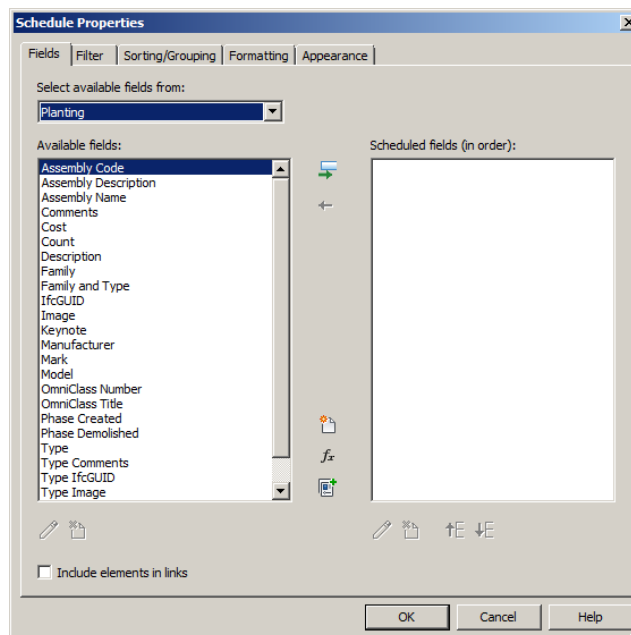 Schedule Properties
Fields Filter Sorting/Grouping Formatting Appearance
Select available fields from:
Planting
Available fields:
Scheduled fields (in order):
Assembly Code
Assembly Description
Assembly Name
Comments
Cost
Count
Description
Family
Family and Type
IfcGUID
Image
Keynote
Manufacturer
Mark
Model
OmniClass Number
OmniClass Title
Phase Created
Phase Demolished
Type
Type Comments
Type IfcGUID
Type Image
fx
Include elements in links
OK Cancel Help